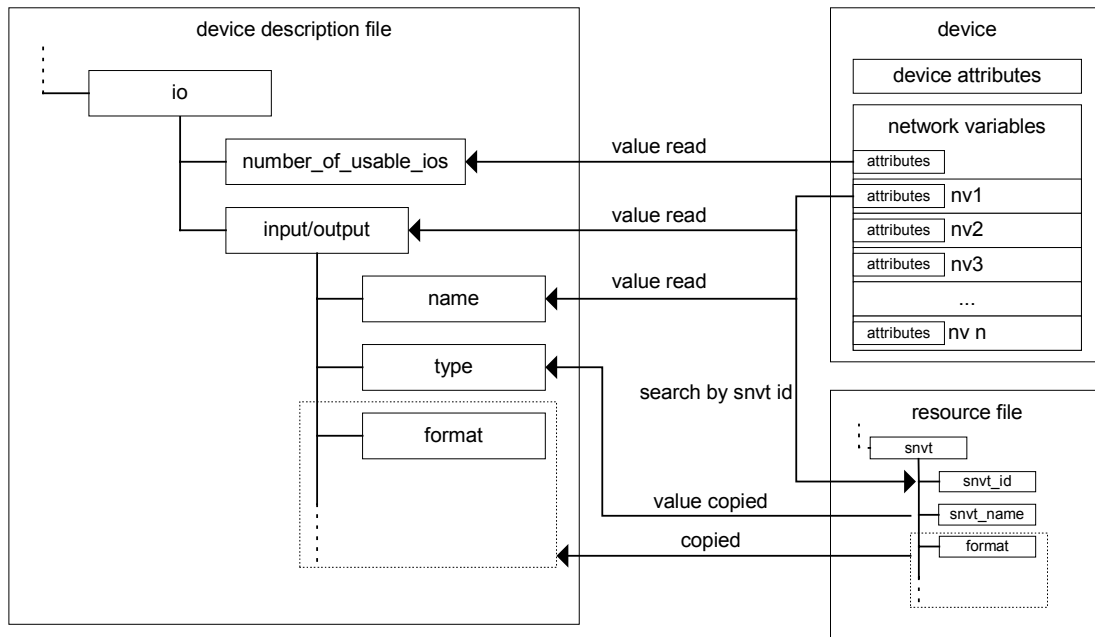 device description file
io
number_of_usable_ios
input/output
name
type
format
value read
value read
value read
search by snvt id
value copied
copied
device
device attributes
network variables
attributes
attributes nv1
attributes nv2
attributes nv3
...
attributes nv n
resource file
snvt
snvt_id
snvt_name
format